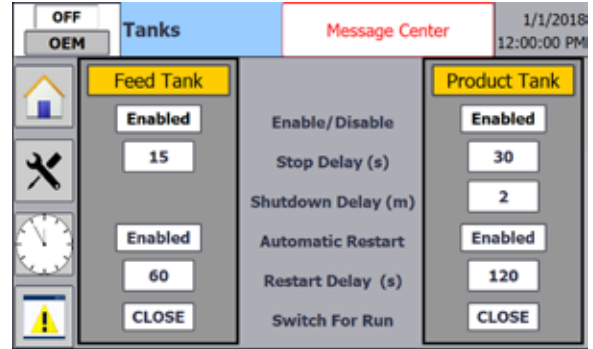 OFF
OEM
Tanks
Message Center
1/1/2018
12:00:00 PM
Feed Tank
Product Tank
Enabled
Enable/Disable
Enabled
15
Stop Delay (s)
30
Shutdown Delay (m)
2
Enabled
Automatic Restart
Enabled
60
Restart Delay (s)
120
CLOSE
Switch For Run
CLOSE